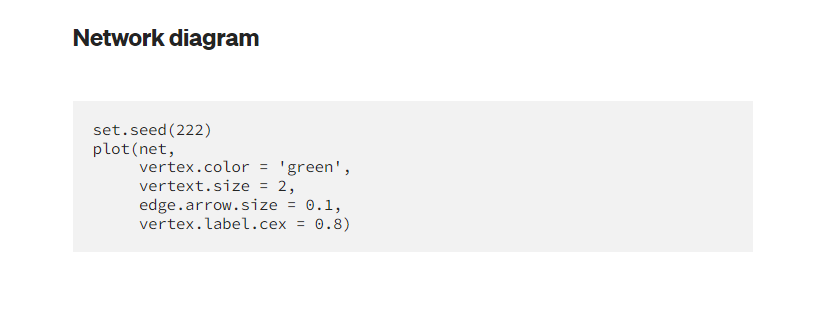 Network diagram
set.seed(222)
plot(net,
     vertex.color = 'green',
     vertext.size = 2,
     edge.arrow.size = 0.1,
     vertex.label.cex = 0.8)